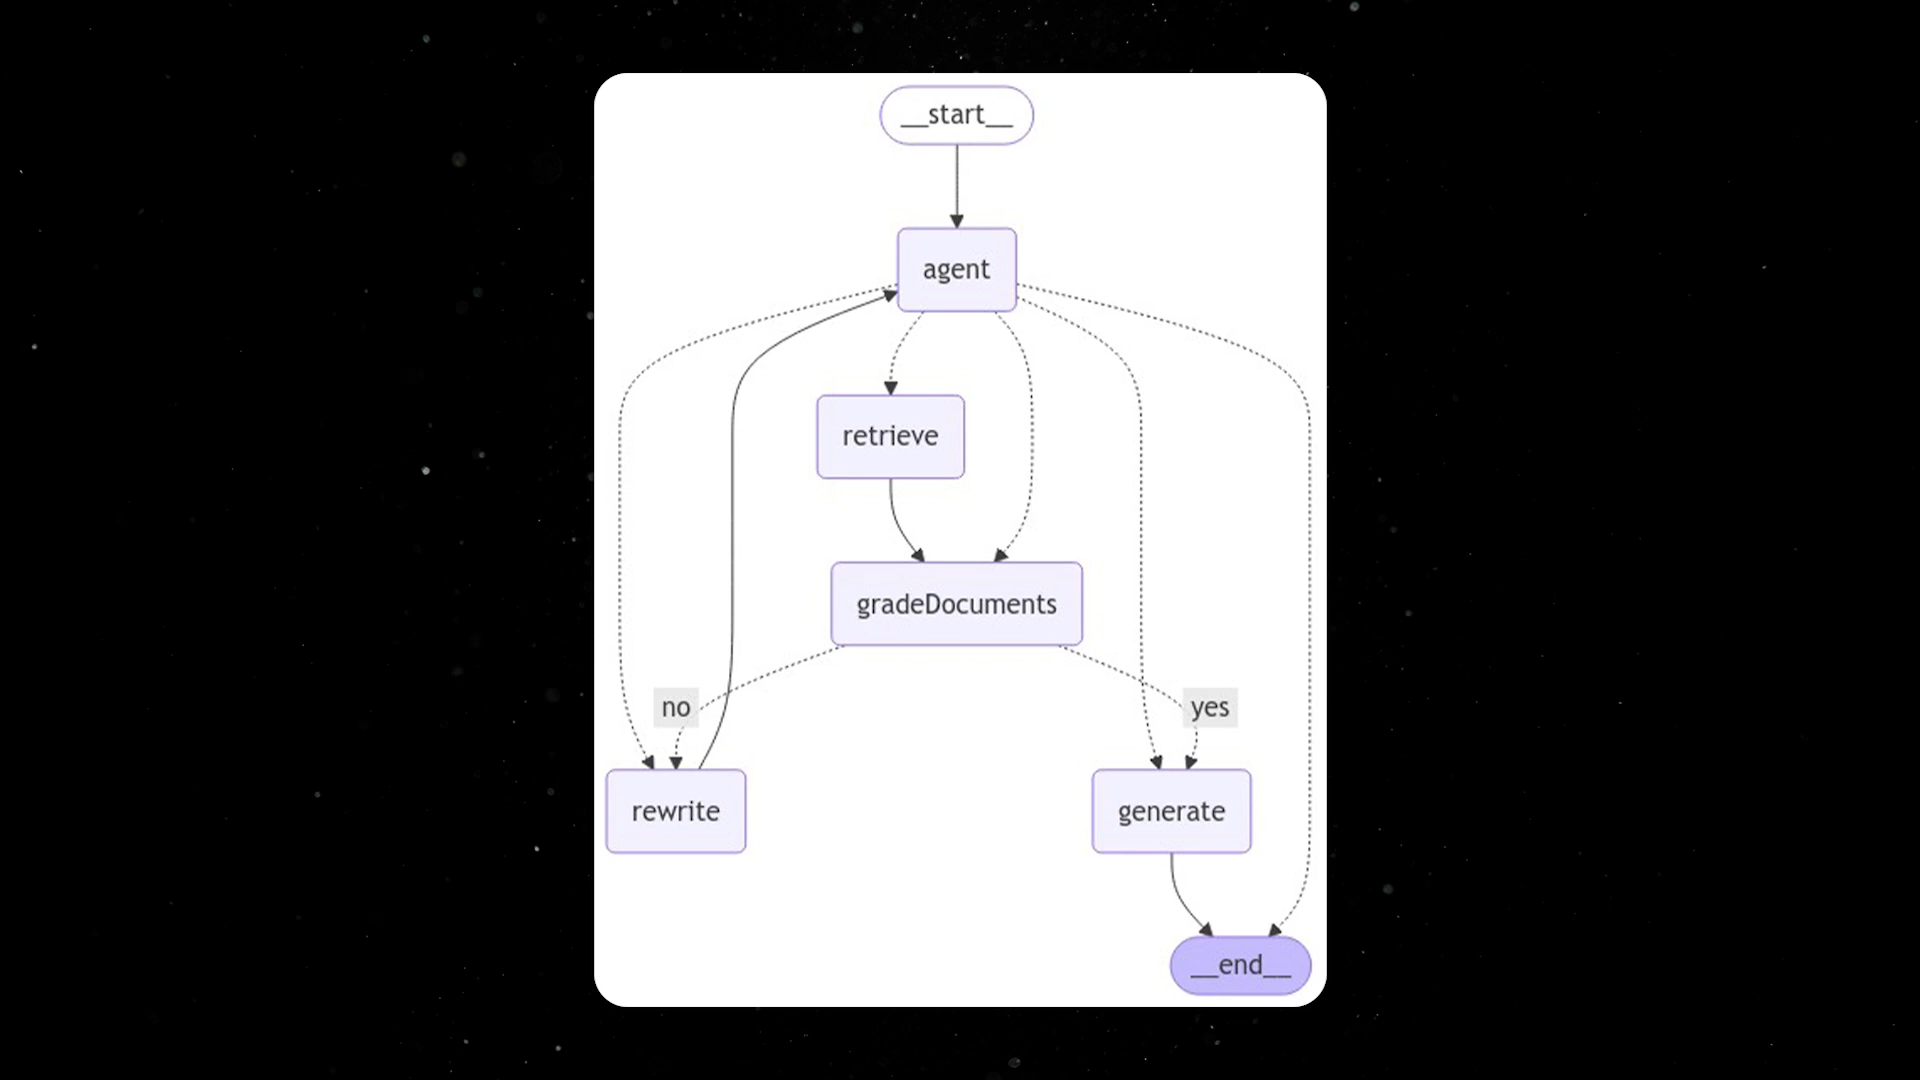 __start__
agent
retrieve
gradeDocuments
no
yes
rewrite
generate
__end__